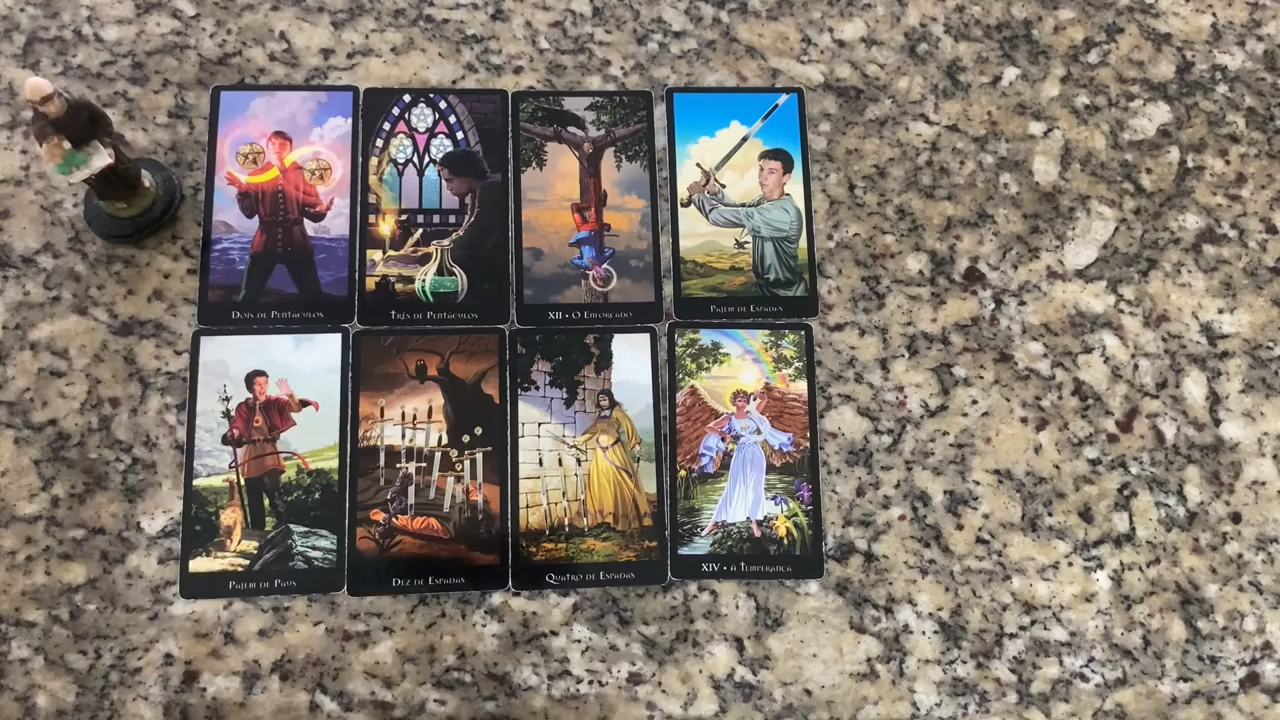 Dois de Pentáculos
Três de Pentáculos
XII • O Enforcado
Pajem de Espadas
Pajem de Paus
Dez de Espadas
Quatro de Espadas
XIV • A Temperança